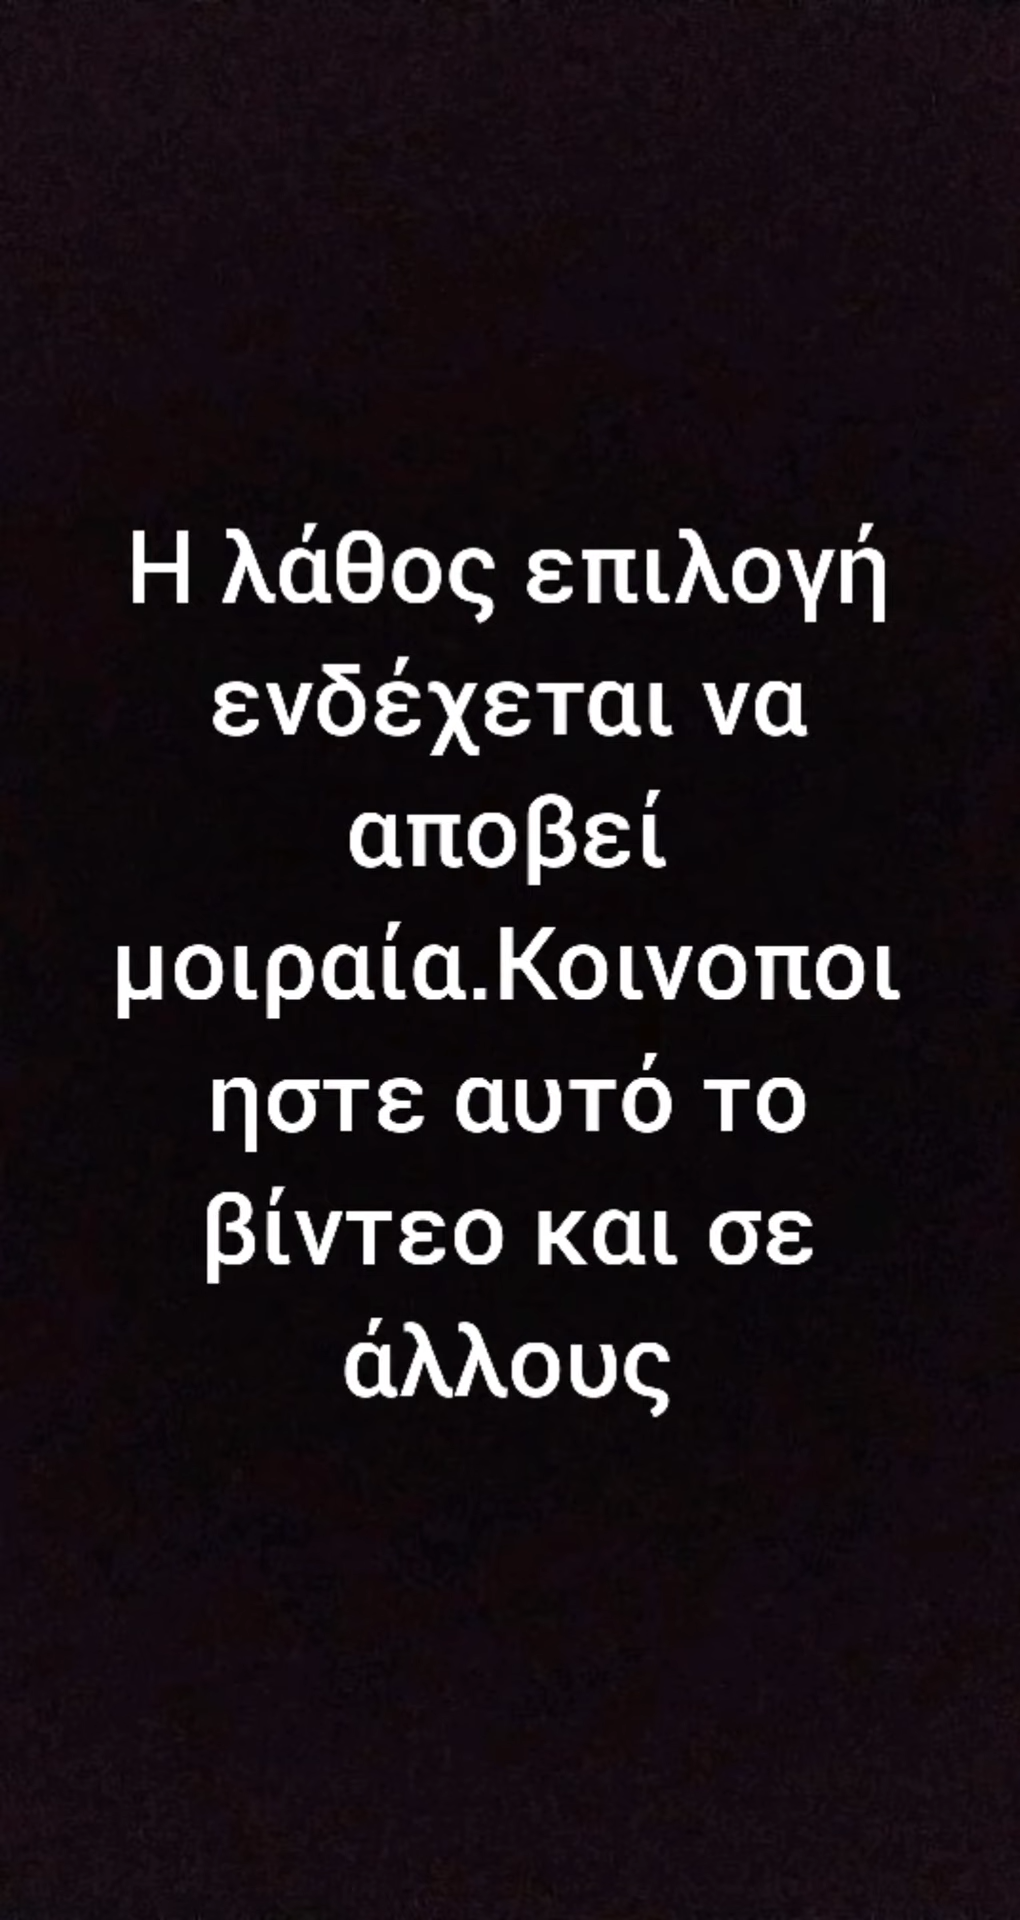 Η λάθος επιλογή
ενδέχεται να
αποβεί
μοιραία.Κοινοποι
ηστε αυτό το
βίντεο και σε
άλλους